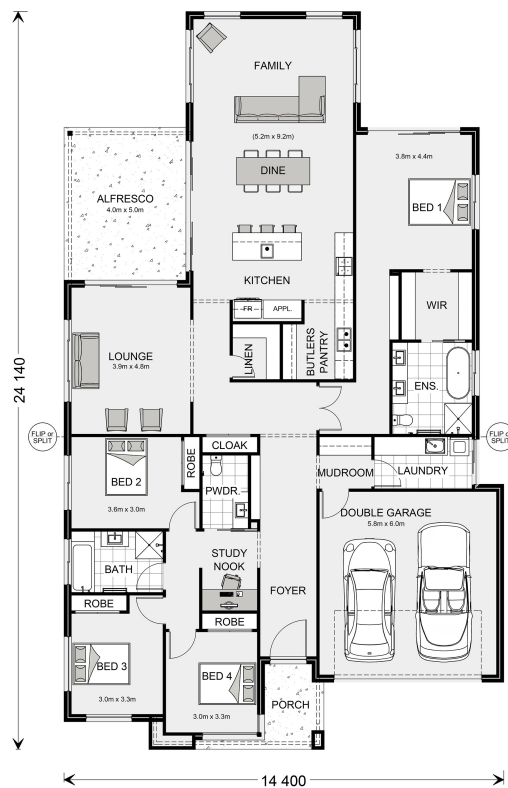 FAMILY
(5.2m x 9.2m)
DINE
3.8m x 4.4m
BED 1
ALFRESCO
4.0m x 5.0m
KITCHEN
FR
APPL.
WIR
LINEN
BUTLERS
PANTRY
LOUNGE
3.9m x 4.8m
ENS.
24 140
FLIP or
SPLIT
FLIP or
SPLIT
CLOAK
ROBE
BED 2
3.6m x 3.0m
PWDR.
MUDROOM
LAUNDRY
DOUBLE GARAGE
5.8m x 6.0m
BATH
STUDY
NOOK
FOYER
ROBE
ROBE
BED 3
3.0m x 3.3m
BED 4
3.0m x 3.3m
PORCH
14 400